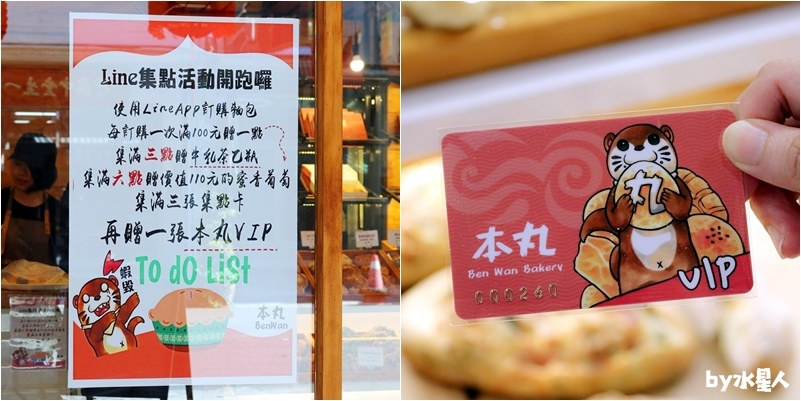 Line集點活動開跑囉
使用LineApp訂購麵包
每訂購一次滿100元贈一點
集滿三點贈牛軋茶巴瓶
集滿六點贈價值110元的蜜香葡萄
集滿三張集點卡
再贈一張本丸VIP
蝦毀
To dO LiSt
本丸
BenWan
丸
本丸
Ben Wan Bakery
000260
VIP
by水星人